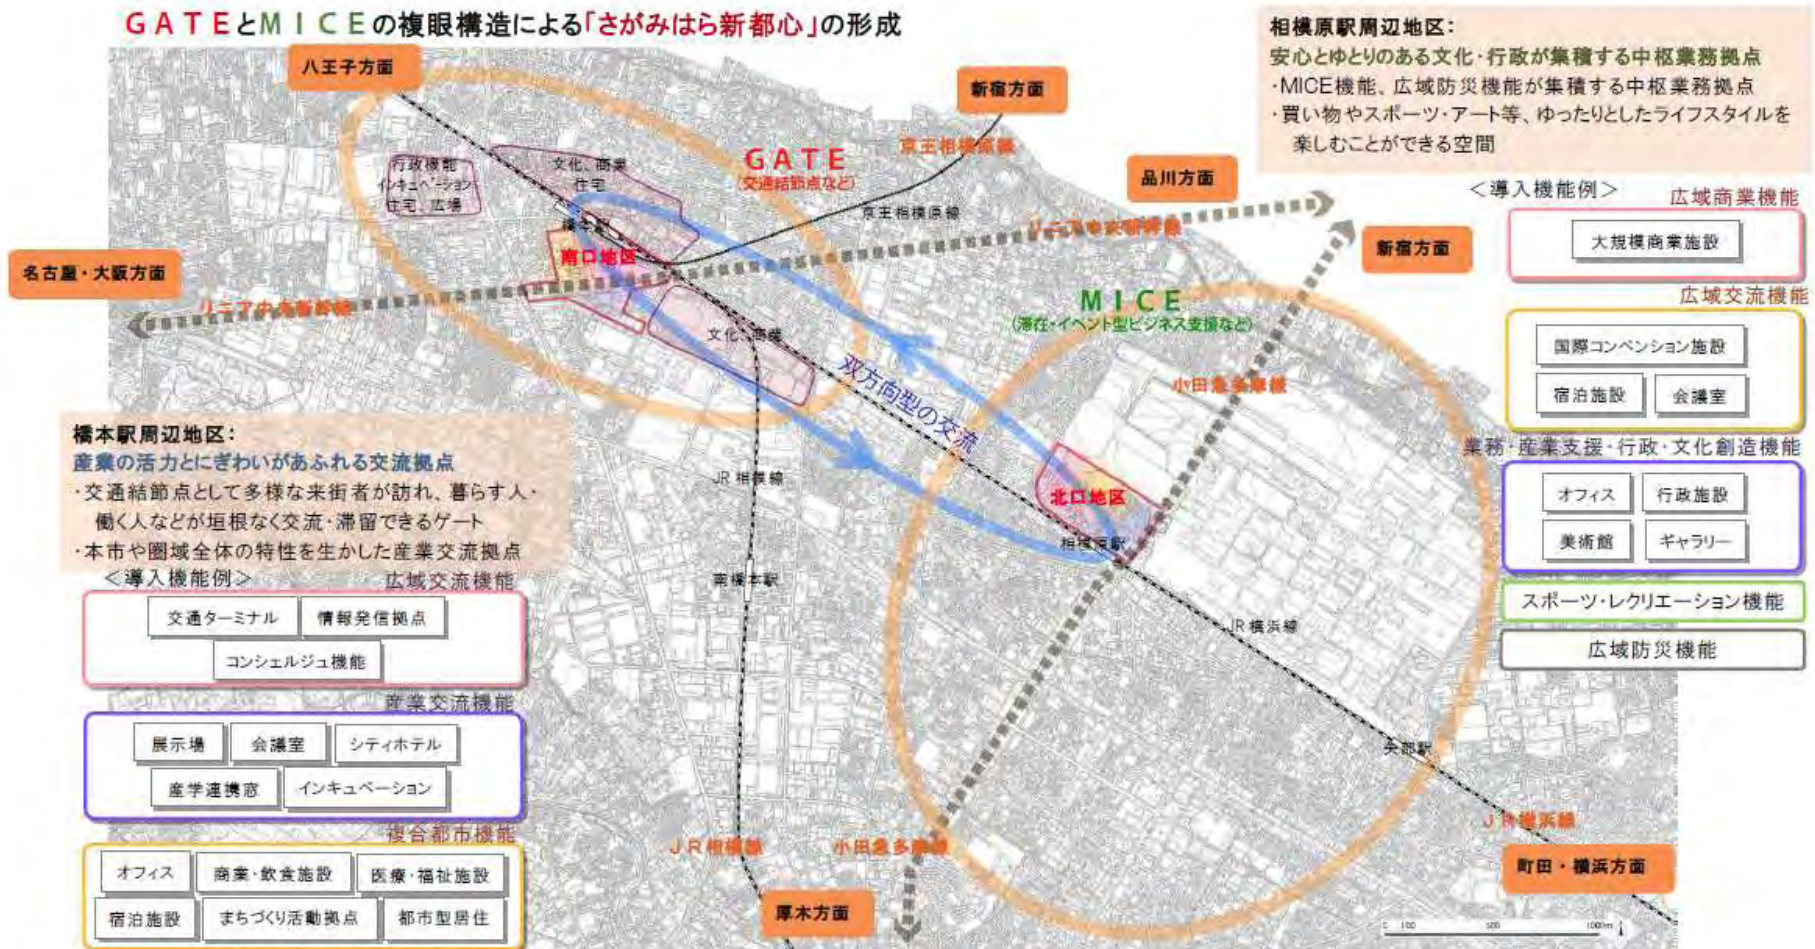 GATEとMICEの複眼構造による「さがみはら新都心」の形成
相模原駅周辺地区：
安心とゆとりのある文化・行政が集積する中枢業務拠点
・MICE機能、広域防災機能が集積する中枢業務拠点
・買い物やスポーツ・アート等、ゆったりとしたライフスタイルを
楽しむことができる空間
八王子方面
新宿方面
京王相模原線
GATE
(交通結節点など)
品川方面
行政機能
インキュベーション
住宅、広場
文化、商業
住宅
京王相模原線
リニア中央新幹線
橋本駅
南口地区
新宿方面
名古屋・大阪方面
リニア中央新幹線
MICE
(滞在・イベント型ビジネス支援など)
文化、商業
双方向型の交流
小田急多摩線
＜導入機能例＞
広域商業機能
大規模商業施設
広域交流機能
国際コンベンション施設
宿泊施設
会議室
業務・産業支援・行政・文化創造機能
オフィス
行政施設
美術館
ギャラリー
スポーツ・レクリエーション機能
広域防災機能
橋本駅周辺地区：
産業の活力とにぎわいがあふれる交流拠点
・交通結節点として多様な来街者が訪れ、暮らす人・
働く人などが垣根なく交流・滞留できるゲート
・本市や圏域全体の特性を生かした産業交流拠点
＜導入機能例＞
広域交流機能
交通ターミナル
情報発信拠点
コンシェルジュ機能
産業交流機能
展示場
会議室
シティホテル
産学連携窓
インキュベーション
複合都市機能
オフィス
商業・飲食施設
医療・福祉施設
宿泊施設
まちづくり活動拠点
都市型居住
JR相模線
北口地区
相模原駅
南橋本駅
JR横浜線
矢部駅
JR横浜線
JR相模線
小田急多摩線
町田・横浜方面
厚木方面
0 100 500 1000m